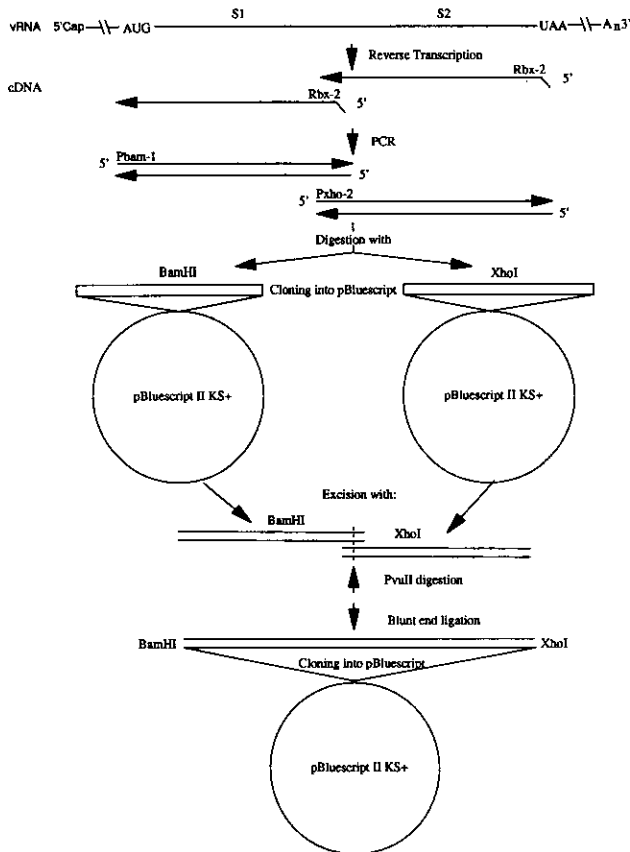 S1 S2
vRNA 5'Cap AUG UAA An3'
Reverse Transcription
Rbx-2 5'
cDNA
Rbx-2 5'
PCR
5' Pbam-1
5'
5' Pxho-2
5'
Digestion with
BamHI XhoI
Cloning into pBluescript
pBluescript II KS+ pBluescript II KS+
Excision with:
BamHI
XhoI
PvuII digestion
Blunt end ligation
BamHI XhoI
Cloning into pBluescript
pBluescript II KS+